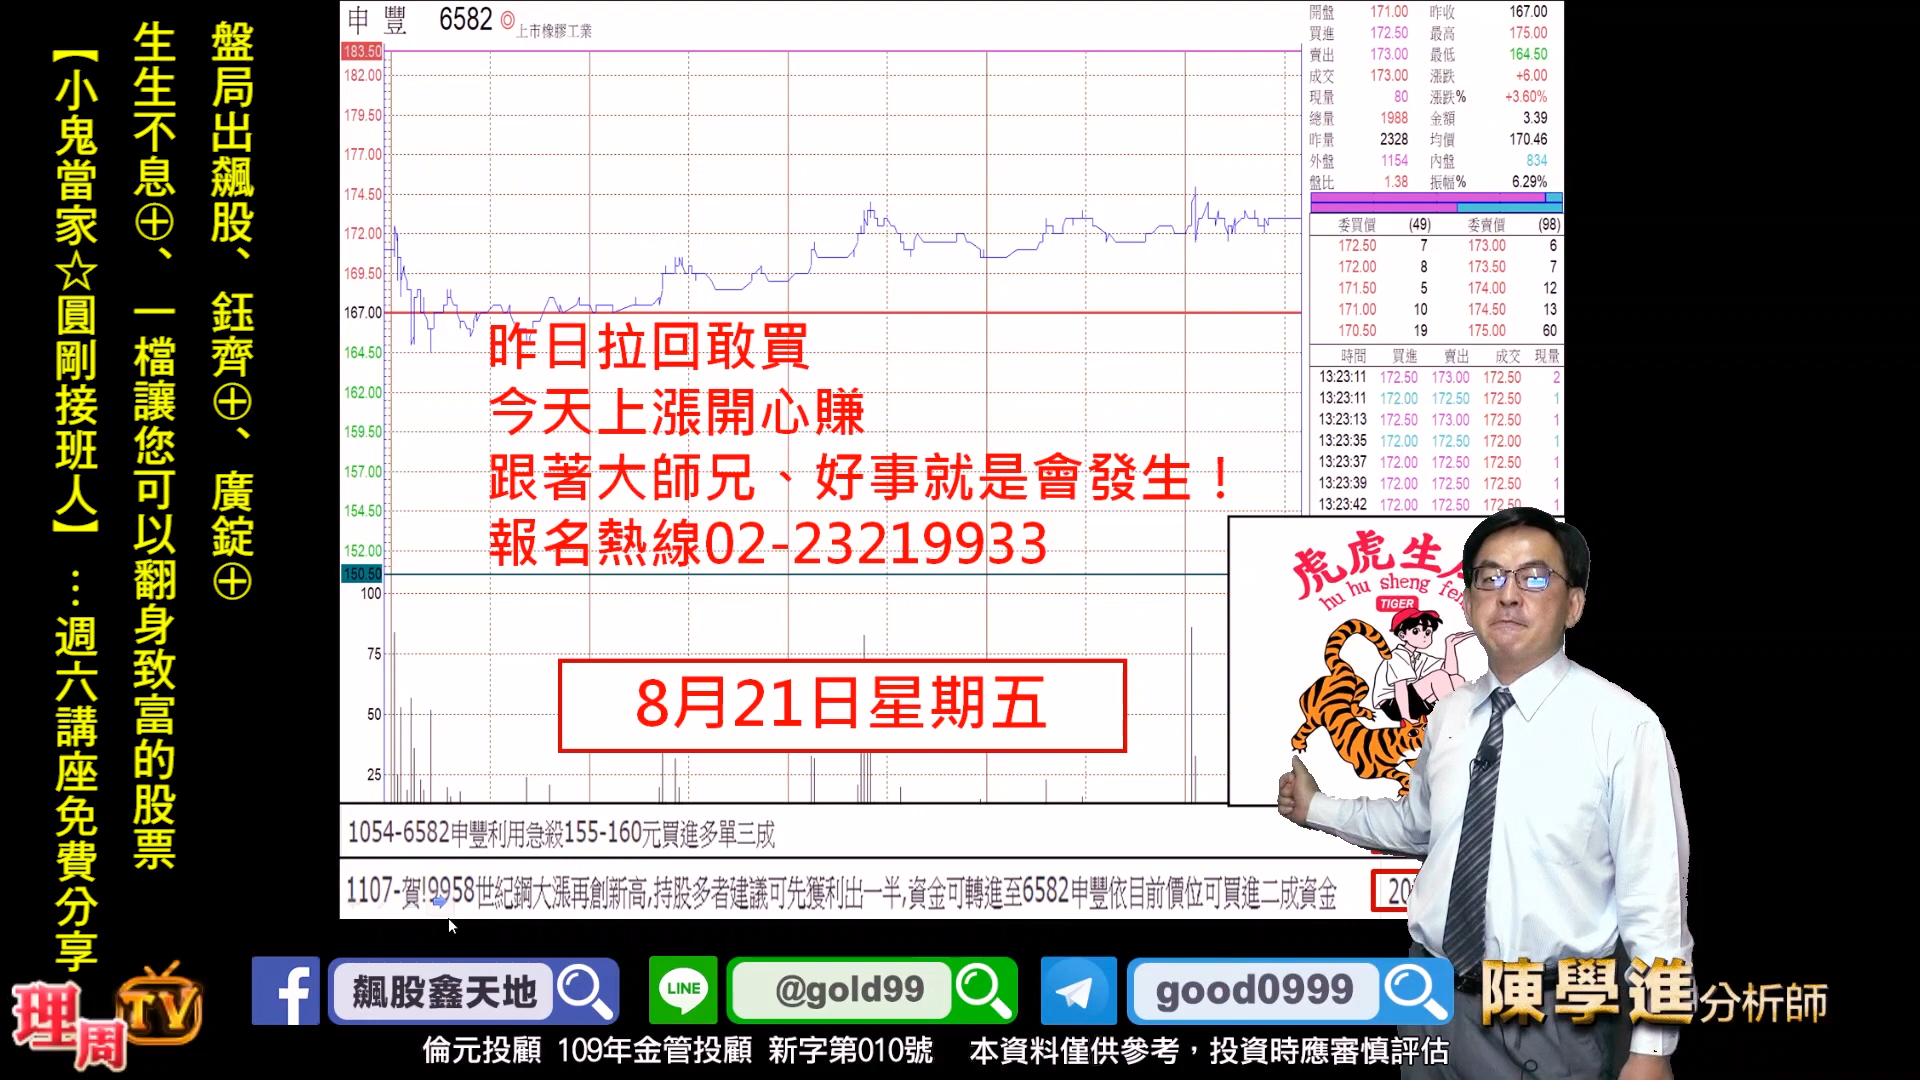 盤局出飆股、鈺齊⊕、廣錠⊕
生生不息⊕、一檔讓您可以翻身致富的股票
【小鬼當家☆圓剛接班人】…週六講座免費分享
申豐 6582 ◎ 上市橡膠工業
183.50
182.00
179.50
177.00
174.50
172.00
169.50
167.00
164.50
162.00
159.50
157.00
154.50
152.00
150.50
100
75
50
25
開盤 171.00 昨收 167.00
買進 172.50 最高 175.00
賣出 173.00 最低 164.50
成交 173.00 漲跌 +6.00
現量 80 漲跌% +3.60%
總量 1988 金額 3.39
昨量 2328 均價 170.46
外盤 1154 內盤 834
盤比 1.38 振幅% 6.29%
委買價 (49) 委賣價 (98)
172.50 7 173.00 6
172.00 8 173.50 7
171.50 5 174.00 12
171.00 10 174.50 13
170.50 19 175.00 60
時間 買進 賣出 成交 現量
13:23:11 172.50 173.00 172.50 2
13:23:11 172.00 172.50 172.50 1
13:23:13 172.50 173.00 172.50 1
13:23:35 172.00 172.50 172.00 1
13:23:37 172.00 172.50 172.50 1
13:23:39 172.00 172.50 172.50 1
13:23:42 172.00 172.50 172.50 1
昨日拉回敢買
今天上漲開心賺
跟著大師兄、好事就是會發生！
報名熱線02-23219933
8月21日星期五
虎虎生
hu hu sheng fen
TIGER
1054-6582申豐利用急殺155-160元買進多單三成
1107-賀!9958世紀鋼大漲再創新高,持股多者建議可先獲利出一半,資金可轉進至6582申豐依目前價位可買進二成資金
20
理周TV
飆股鑫天地
LINE
@gold99
good0999
陳學進分析師
倫元投顧 109年金管投顧 新字第010號 本資料僅供參考，投資時應審慎評估